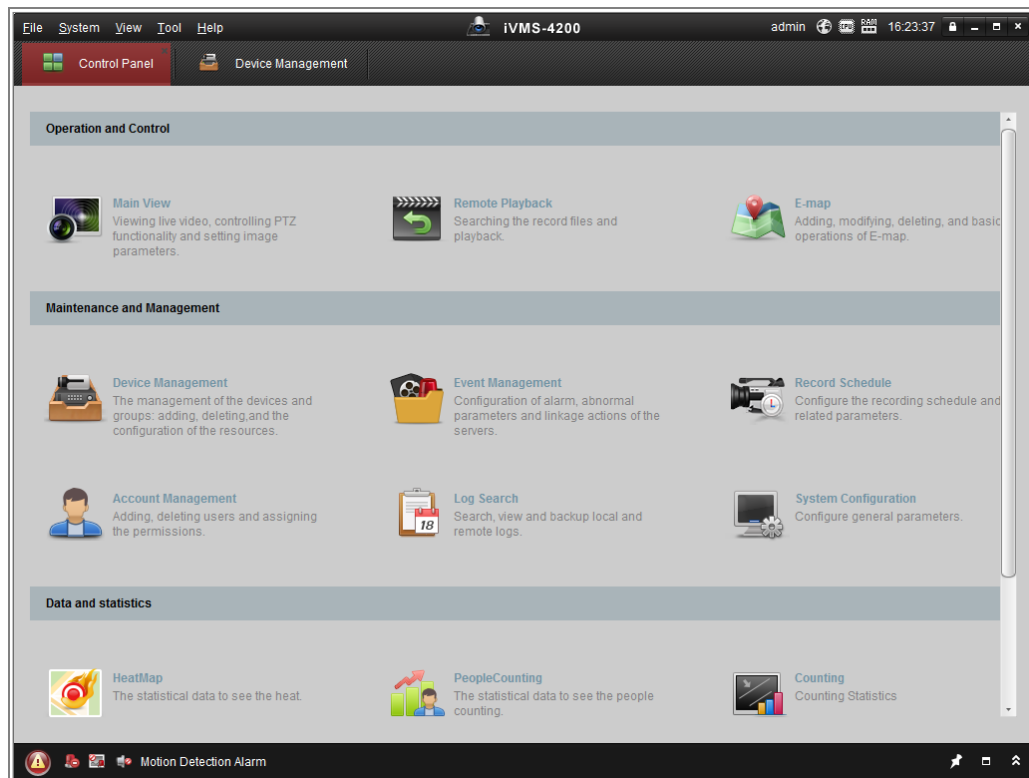 File System View Tool Help iVMS-4200 admin CPU RAM 16:23:37
Control Panel Device Management
Operation and Control
Main View
Viewing live video, controlling PTZ
functionality and setting image
parameters.
Remote Playback
Searching the record files and
playback.
E-map
Adding, modifying, deleting, and basic
operations of E-map.
Maintenance and Management
Device Management
The management of the devices and
groups: adding, deleting,and the
configuration of the resources.
Event Management
Configuration of alarm, abnormal
parameters and linkage actions of the
servers.
Record Schedule
Configure the recording schedule and
related parameters.
Account Management
Adding, deleting users and assigning
the permissions.
Log Search
Search, view and backup local and
remote logs.
18
System Configuration
Configure general parameters.
Data and statistics
HeatMap
The statistical data to see the heat.
PeopleCounting
The statistical data to see the people
counting.
Counting
Counting Statistics
Motion Detection Alarm